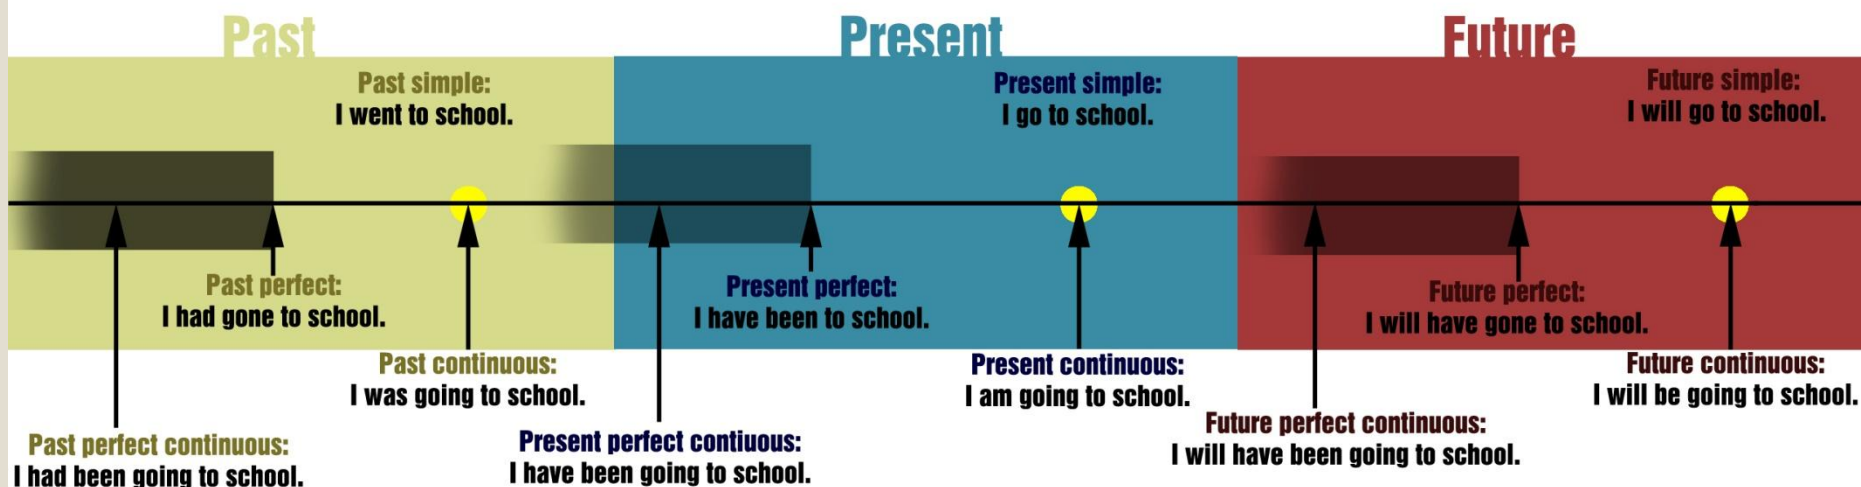 Past
Present
Future
Past simple:
I went to school.
Present simple:
I go to school.
Future simple:
I will go to school.
Past perfect:
I had gone to school.
Present perfect:
I have been to school.
Future perfect:
I will have gone to school.
Past continuous:
I was going to school.
Present continuous:
I am going to school.
Future continuous:
I will be going to school.
Past perfect continuous:
I had been going to school.
Present perfect contiuous:
I have been going to school.
Future perfect continuous:
I will have been going to school.